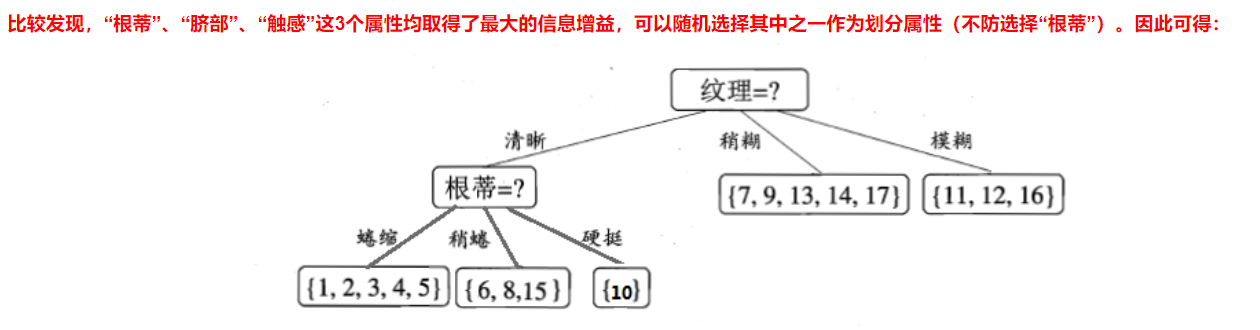 比较发现，“根蒂”、“脐部”、“触感”这3个属性均取得了最大的信息增益，可以随机选择其中之一作为划分属性（不防选择“根蒂”）。因此可得：
纹理=?
清晰 稍糊 模糊
根蒂=? {7, 9, 13, 14, 17} {11, 12, 16}
蜷缩 稍蜷 硬挺
{1, 2, 3, 4, 5} {6, 8,15} {10}